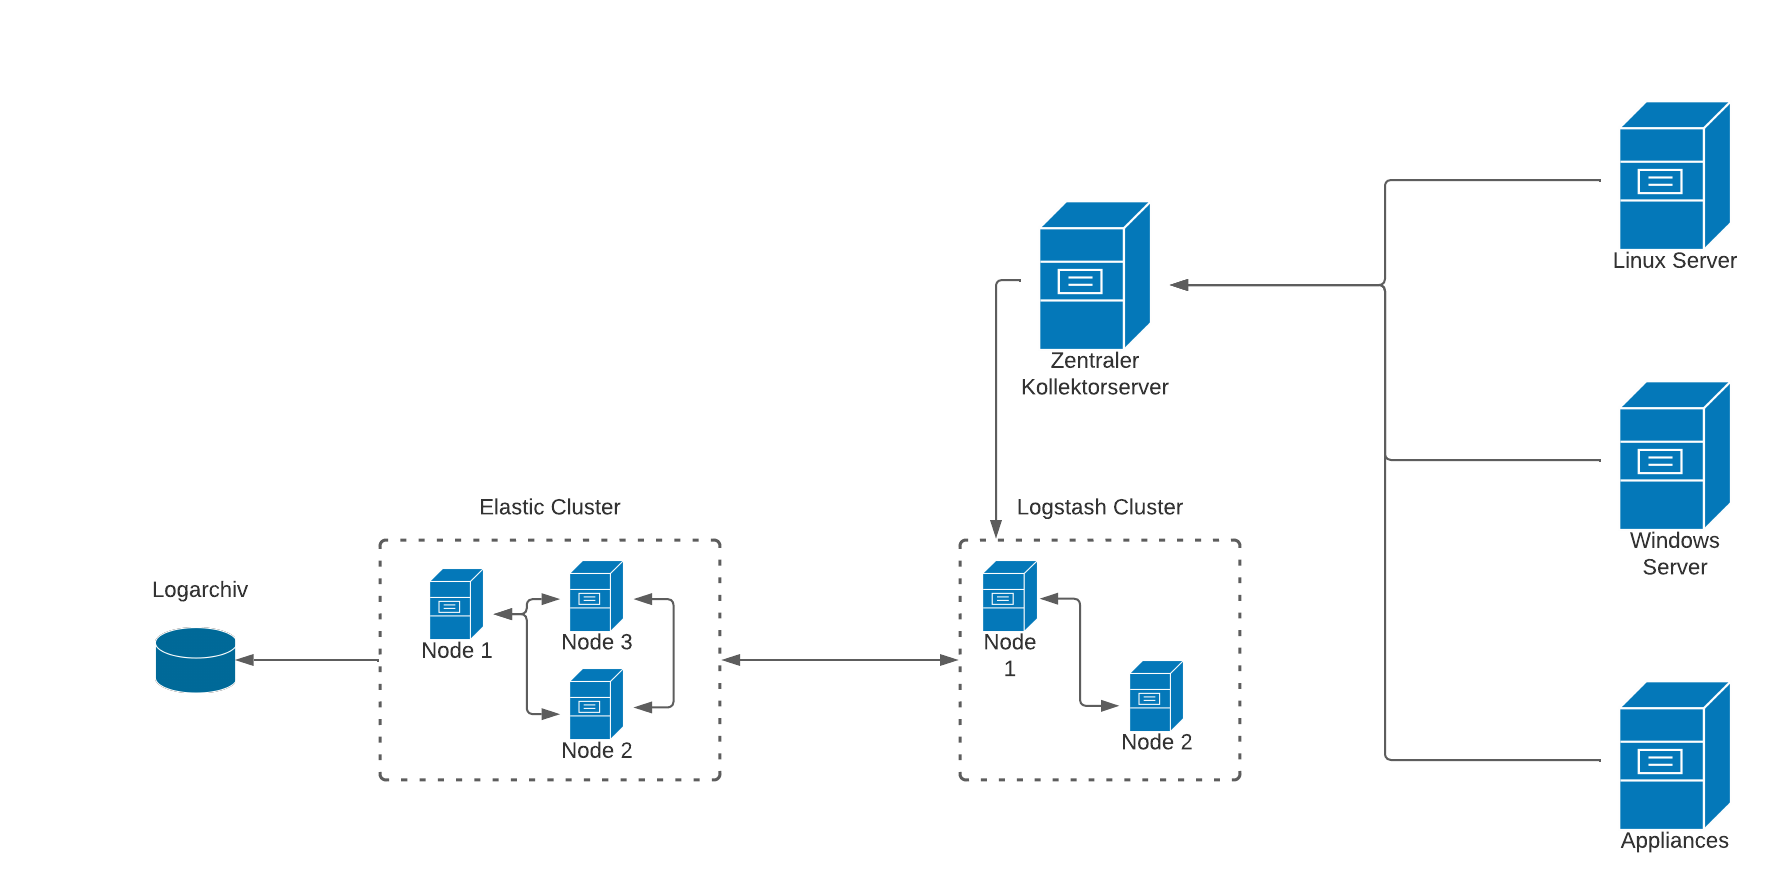 Linux Server
Zentraler
Kollektorserver
Elastic Cluster
Logstash Cluster
Windows
Server
Logarchiv
Node 1
Node 3
Node 2
Node
1
Node 2
Appliances